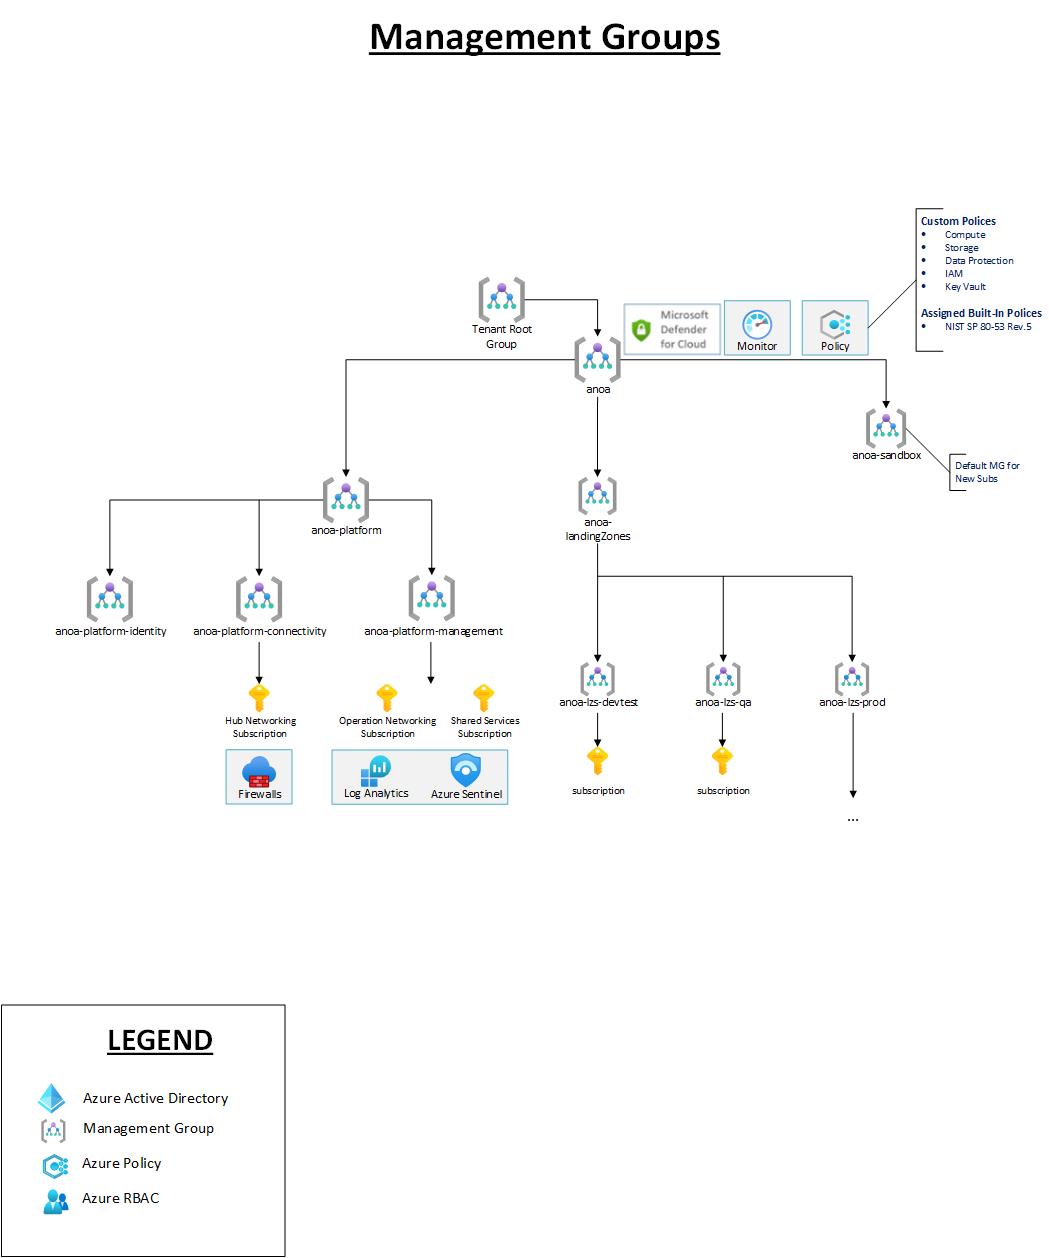 Management Groups
Custom Polices
• Compute
• Storage
• Data Protection
• IAM
• Key Vault
Assigned Built-In Polices
• NIST SP 80-53 Rev.5
Tenant Root
Group
Microsoft
Defender
for Cloud
Monitor
Policy
anoa
anoa-sandbox
Default MG for
New Subs
anoa-platform
anoa-
landingZones
anoa-platform-identity
anoa-platform-connectivity
anoa-platform-management
anoa-lzs-devtest
anoa-lzs-qa
anoa-lzs-prod
Hub Networking
Subscription
Operation Networking
Subscription
Shared Services
Subscription
Firewalls
Log Analytics
Azure Sentinel
subscription
subscription
...
LEGEND
Azure Active Directory
Management Group
Azure Policy
Azure RBAC